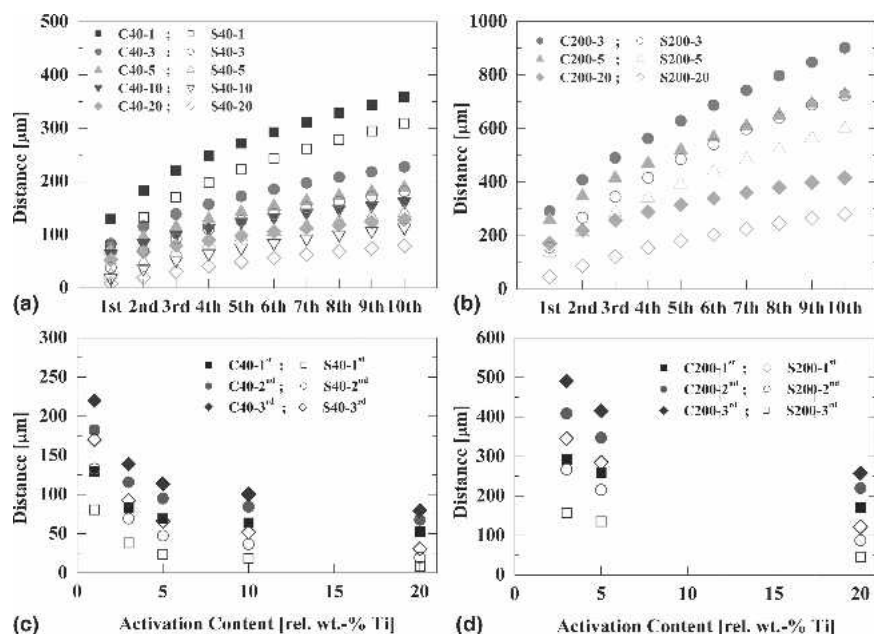 (a)
Distance [μm]
500
400
300
200
100
0
C40-1 ; S40-1
C40-3 ; S40-3
C40-5 ; S40-5
C40-10 ; S40-10
C40-20 ; S40-20
1st 2nd 3rd 4th 5th 6th 7th 8th 9th 10th
(b)
Distance [μm]
1000
800
600
400
200
0
C200-3 ; S200-3
C200-5 ; S200-5
C200-20 ; S200-20
1st 2nd 3rd 4th 5th 6th 7th 8th 9th 10th
(c)
Distance [μm]
300
250
200
150
100
50
0
C40-1st ; S40-1st
C40-2nd ; S40-2nd
C40-3rd ; S40-3rd
0 5 10 15 20
Activation Content [rel. wt.-% Ti]
(d)
Distance [μm]
600
500
400
300
200
100
0
C200-1st ; S200-1st
C200-2nd ; S200-2nd
C200-3rd ; S200-3rd
0 5 10 15 20
Activation Content [rel. wt.-% Ti]